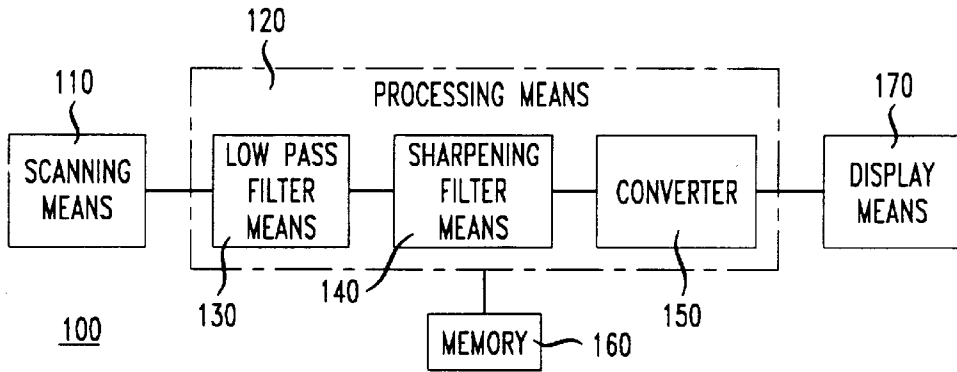 120
110
PROCESSING MEANS
170
SCANNING
MEANS
LOW PASS
FILTER
MEANS
SHARPENING
FILTER
MEANS
CONVERTER
DISPLAY
MEANS
130
140
150
100
MEMORY
160